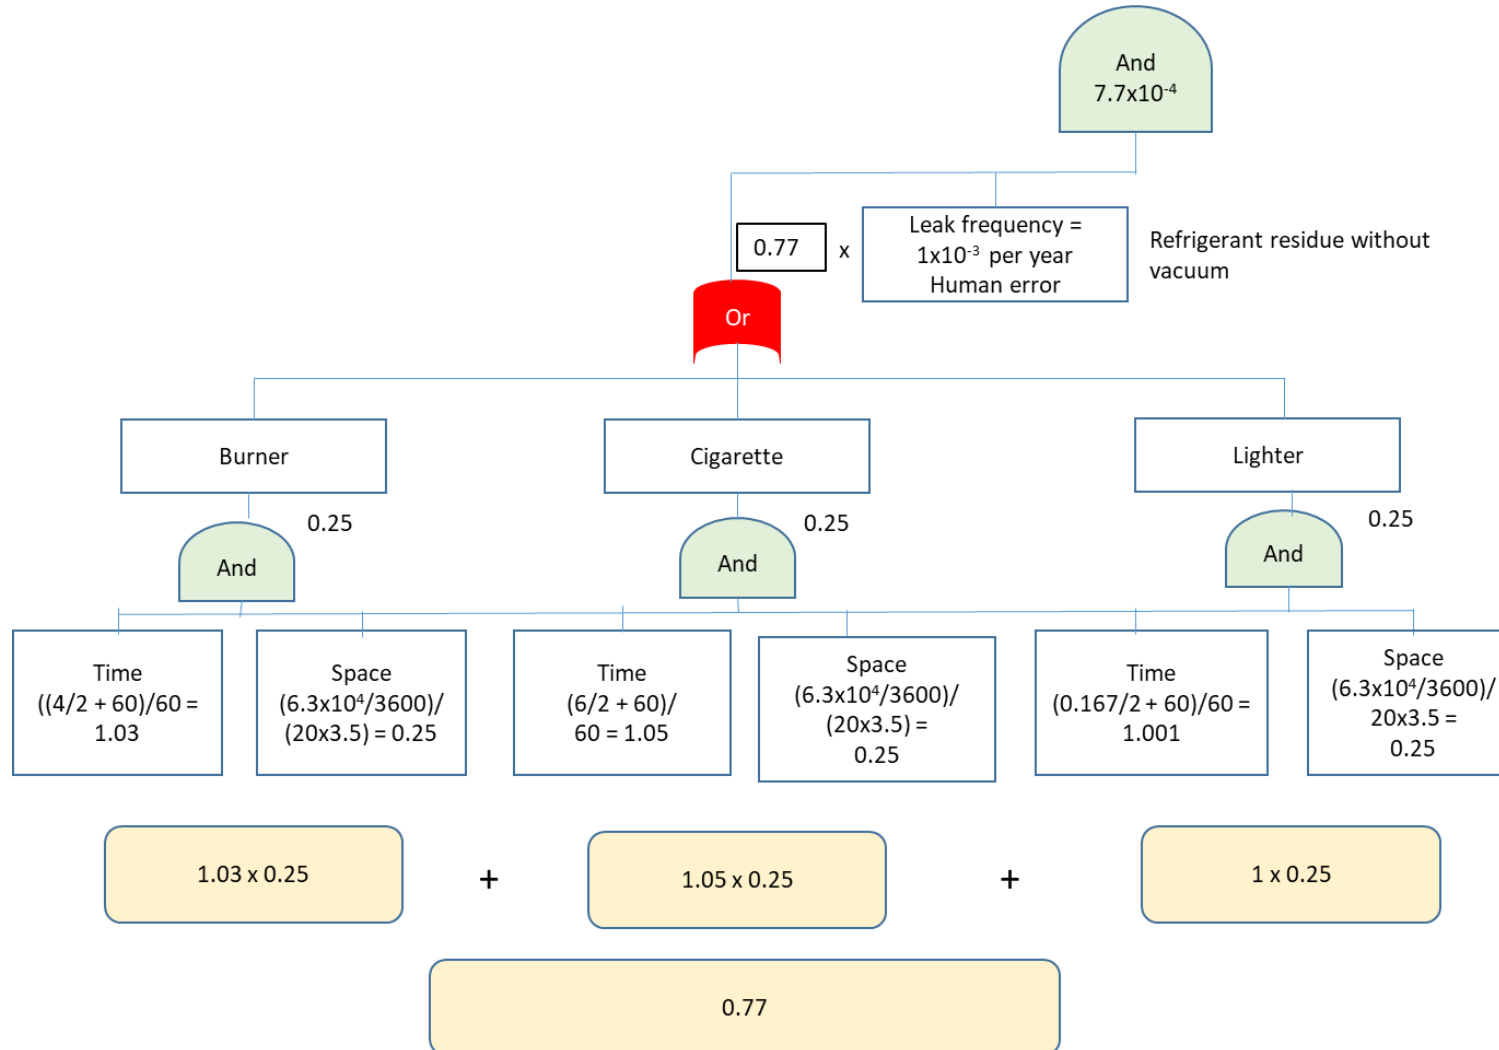 And
7.7x10⁻⁴
0.77
x
Leak frequency =
1x10⁻³ per year
Human error
Refrigerant residue without
vacuum
Or
Burner
Cigarette
Lighter
0.25
And
0.25
And
0.25
And
Time
((4/2 + 60)/60 =
1.03
Space
(6.3x10⁴/3600)/
(20x3.5) = 0.25
Time
(6/2 + 60)/
60 = 1.05
Space
(6.3x10⁴/3600)/
(20x3.5) =
0.25
Time
(0.167/2 + 60)/60 =
1.001
Space
(6.3x10⁴/3600)/
20x3.5 =
0.25
1.03 x 0.25
+
1.05 x 0.25
+
1 x 0.25
0.77